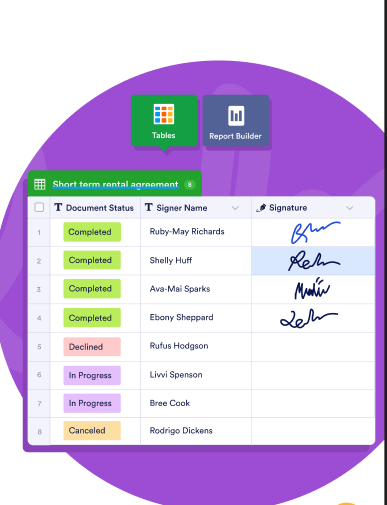 Tables Report Builder
Short term rental agreement 8
Document Status Signer Name Signature
1 Completed Ruby-May Richards
2 Completed Shelly Huff
3 Completed Ava-Mai Sparks
4 Completed Ebony Sheppard
5 Declined Rufus Hodgson
6 In Progress Livvi Spenson
7 In Progress Bree Cook
8 Canceled Rodrigo Dickens